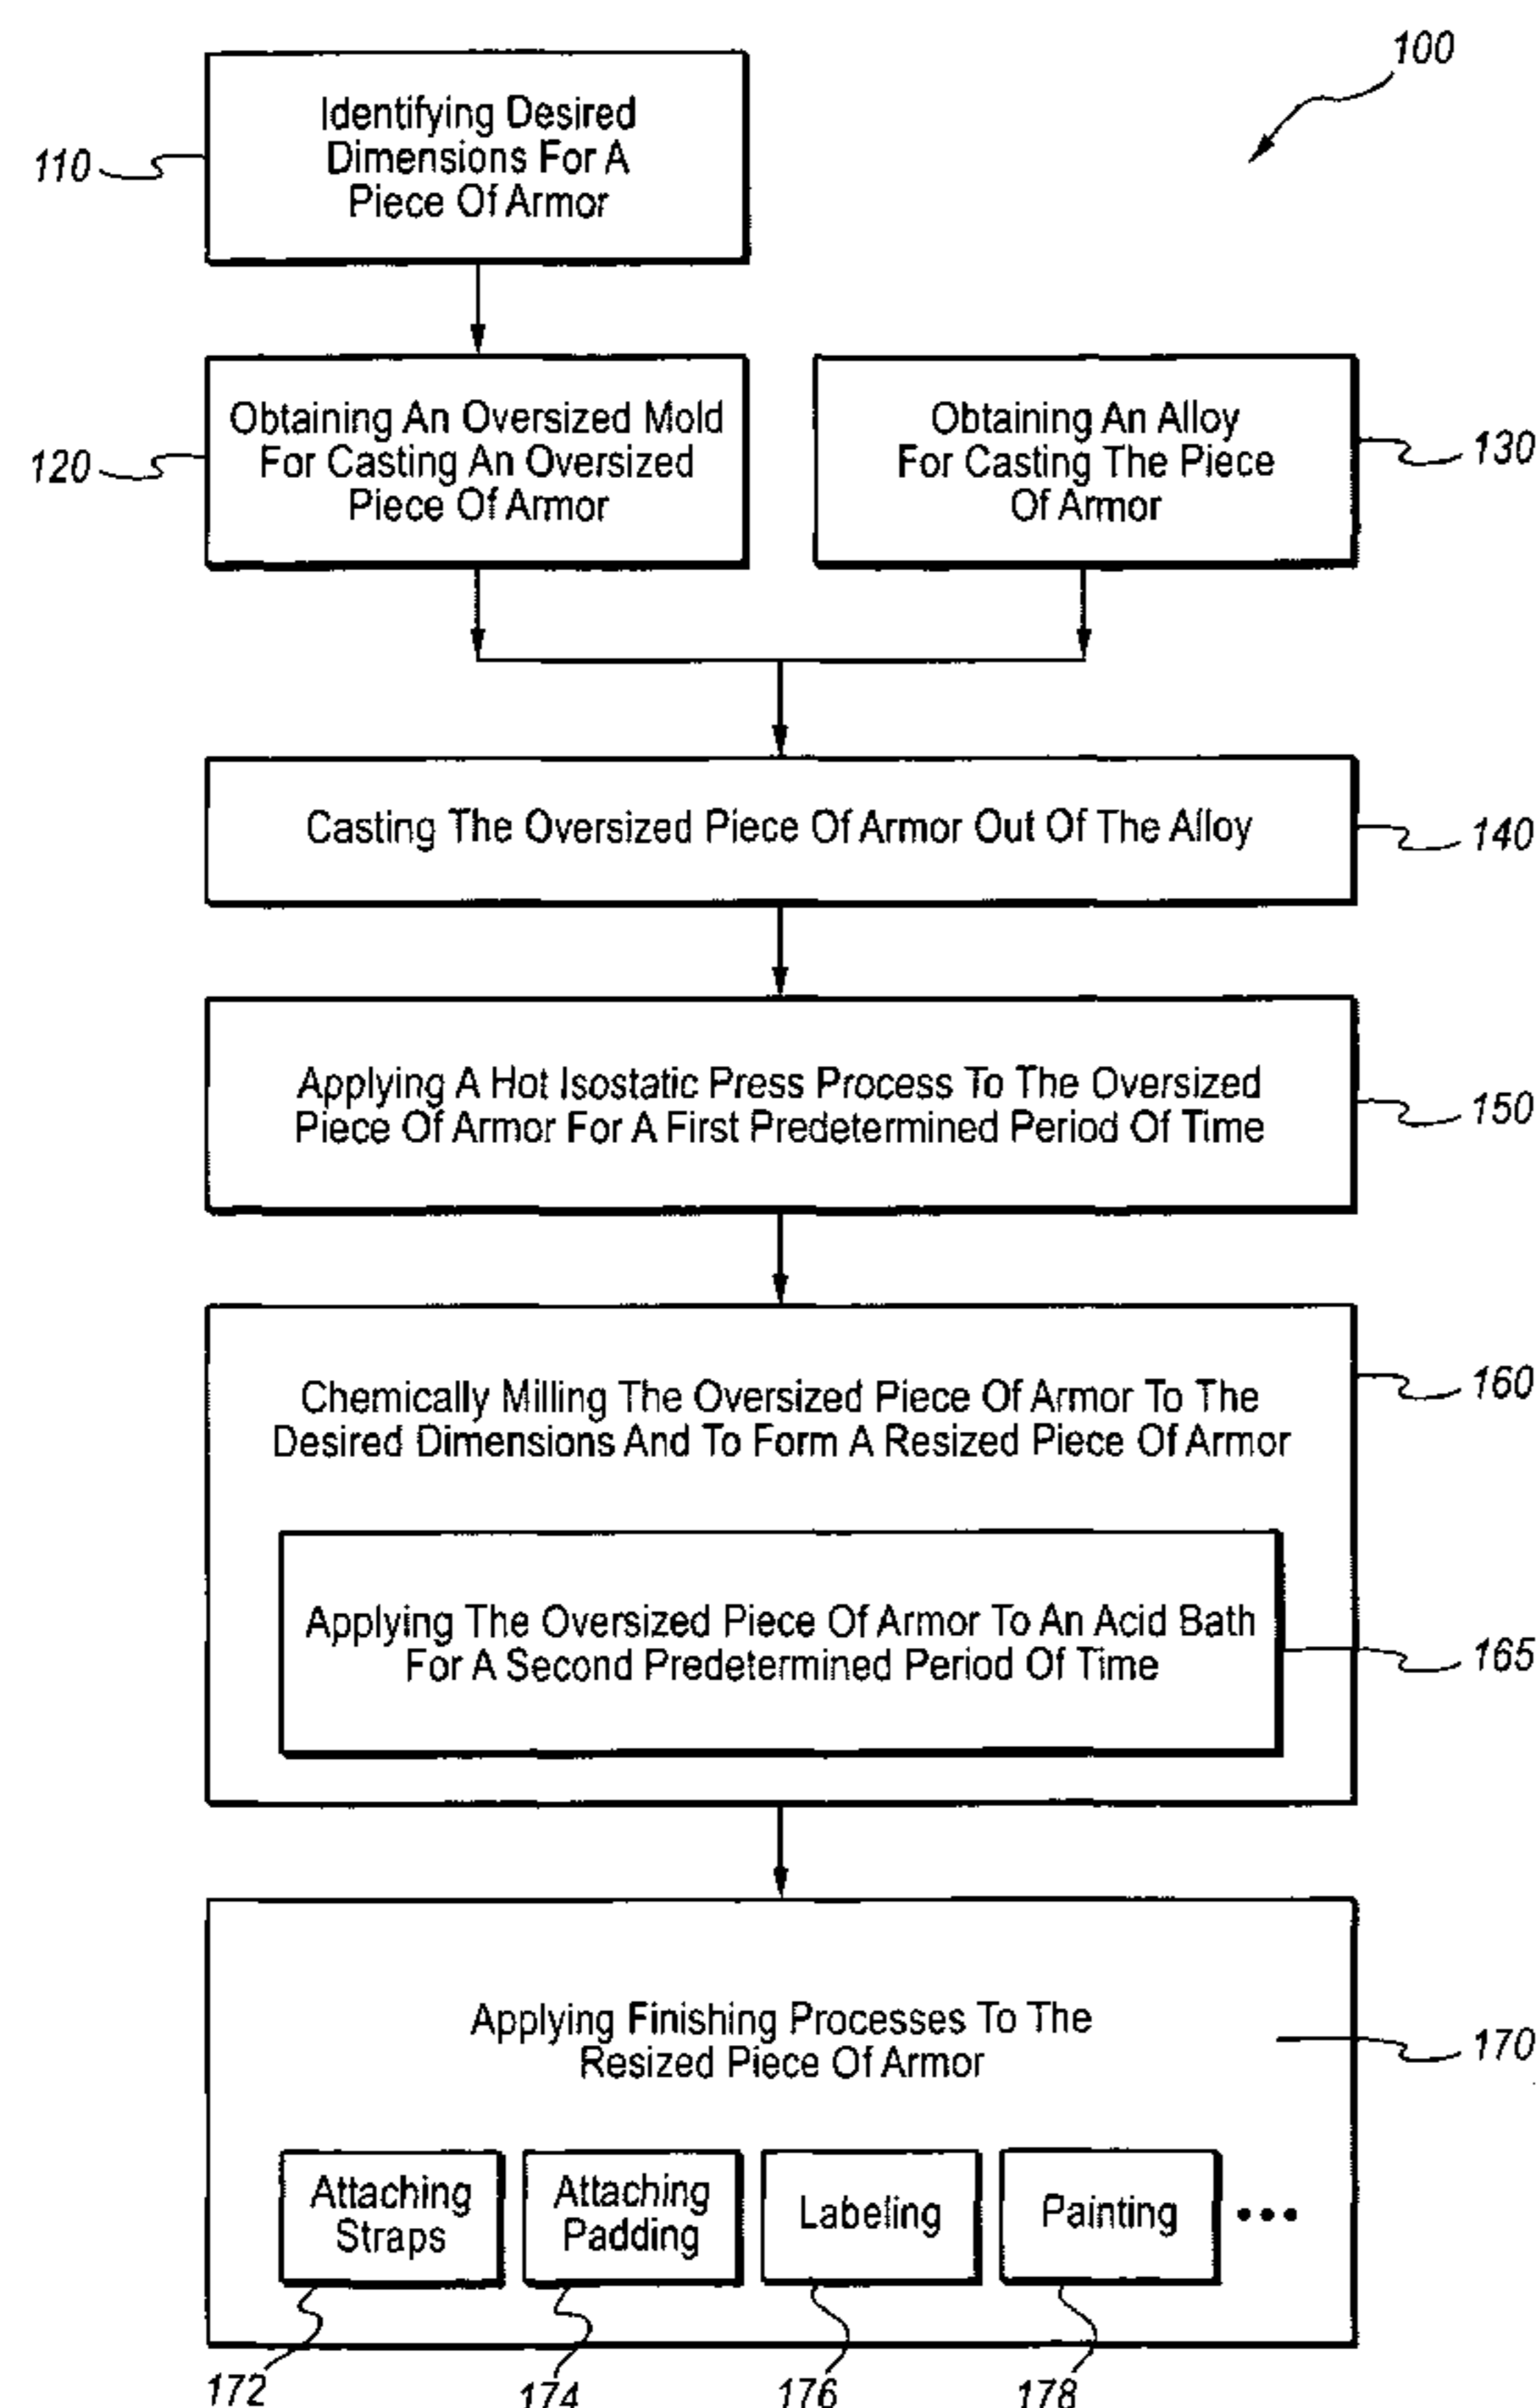 100
Identifying Desired
Dimensions For A
Piece Of Armor
110
Obtaining An Oversized Mold
For Casting An Oversized
Piece Of Armor
120
Obtaining An Alloy
For Casting The Piece
Of Armor
130
Casting The Oversized Piece Of Armor Out Of The Alloy
140
Applying A Hot Isostatic Press Process To The Oversized
Piece Of Armor For A First Predetermined Period Of Time
150
Chemically Milling The Oversized Piece Of Armor To The
Desired Dimensions And To Form A Resized Piece Of Armor
160
Applying The Oversized Piece Of Armor To An Acid Bath
For A Second Predetermined Period Of Time
165
Applying Finishing Processes To The
Resized Piece Of Armor
170
Attaching
Straps
Attaching
Padding
Labeling
Painting
•••
172
174
176
178